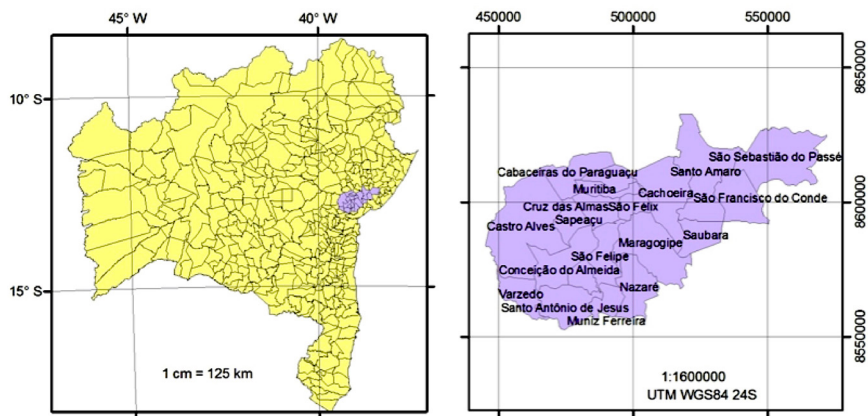 45° W
40° W
10° S
15° S
1 cm = 125 km
450000
500000
550000
8650000
8600000
8550000
São Sebastião do Passé
Cabaceiras do Paraguaçu
Santo Amaro
Muritiba
Cachoeira
São Francisco do Conde
Cruz das Almas
São Félix
Sapeaçu
Castro Alves
Saubara
Maragogipe
São Felipe
Conceição do Almeida
Nazaré
Varzedo
Santo Antônio de Jesus
Muniz Ferreira
1:1600000
UTM WGS84 24S